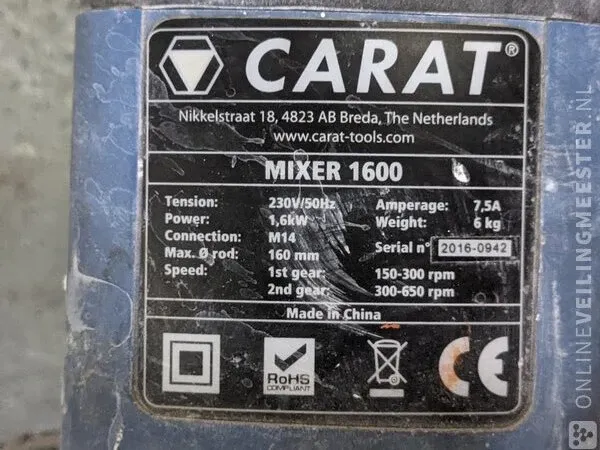 CARAT®
Nikkelstraat 18, 4823 AB Breda, The Netherlands
www.carat-tools.com
MIXER 1600
Tension: 230V/50Hz Amperage: 7,5A
Power: 1,6kW Weight: 6 kg
Connection: M14
Serial n° 2016-0942
Max. Ø rod: 160 mm
Speed: 1st gear: 150-300 rpm
2nd gear: 300-650 rpm
Made in China
RoHS
COMPLIANT
CE
ONLINEVEILINGMEESTER.NL